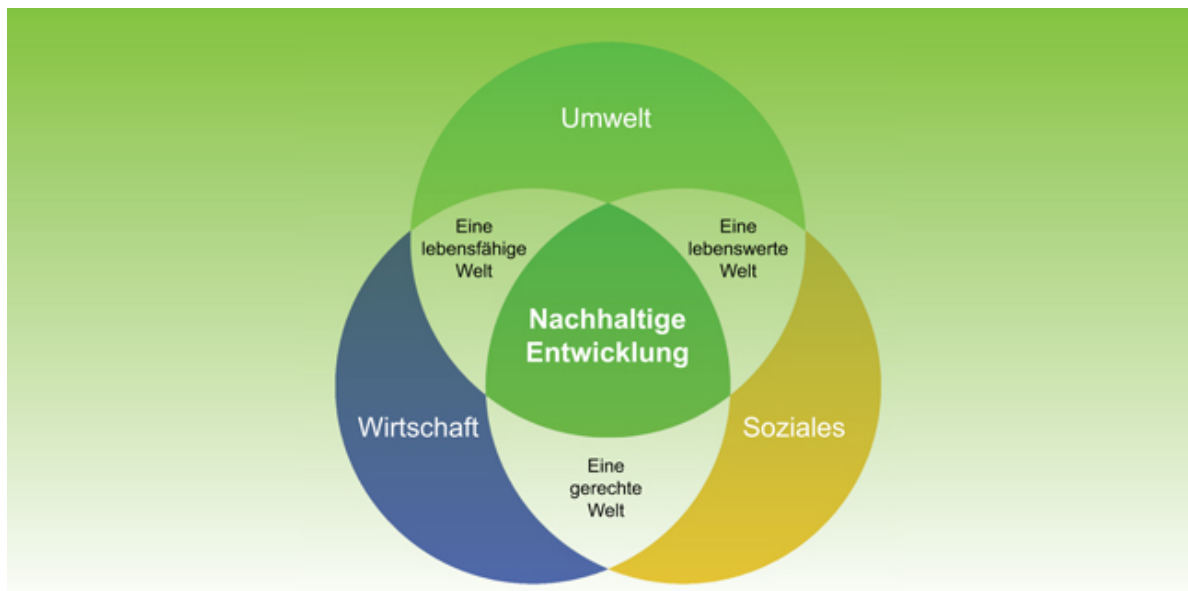 Umwelt
Eine
lebensfähige
Welt
Eine
lebenswerte
Welt
Nachhaltige
Entwicklung
Wirtschaft
Soziales
Eine
gerechte
Welt